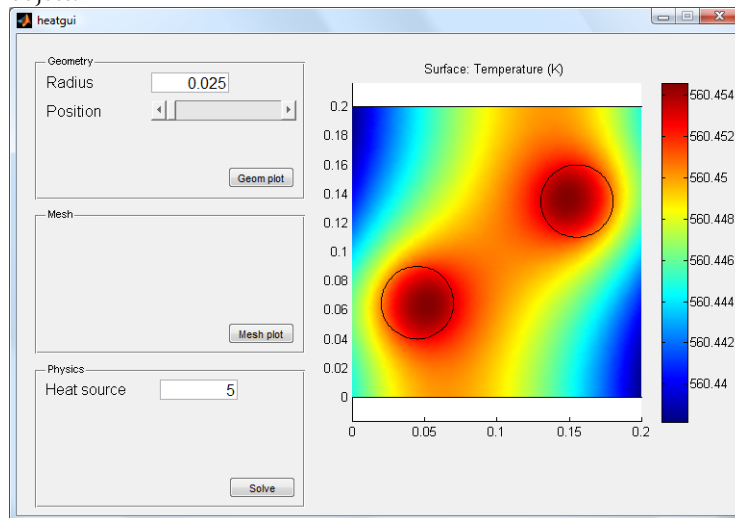 heatgui
Geometry
Radius 0.025
Position
Geom plot
Mesh
Mesh plot
Physics
Heat source 5
Solve
Surface: Temperature (K)
0.2
0.18
0.16
0.14
0.12
0.1
0.08
0.06
0.04
0.02
0
0 0.05 0.1 0.15 0.2
560.454
560.452
560.45
560.448
560.446
560.444
560.442
560.44